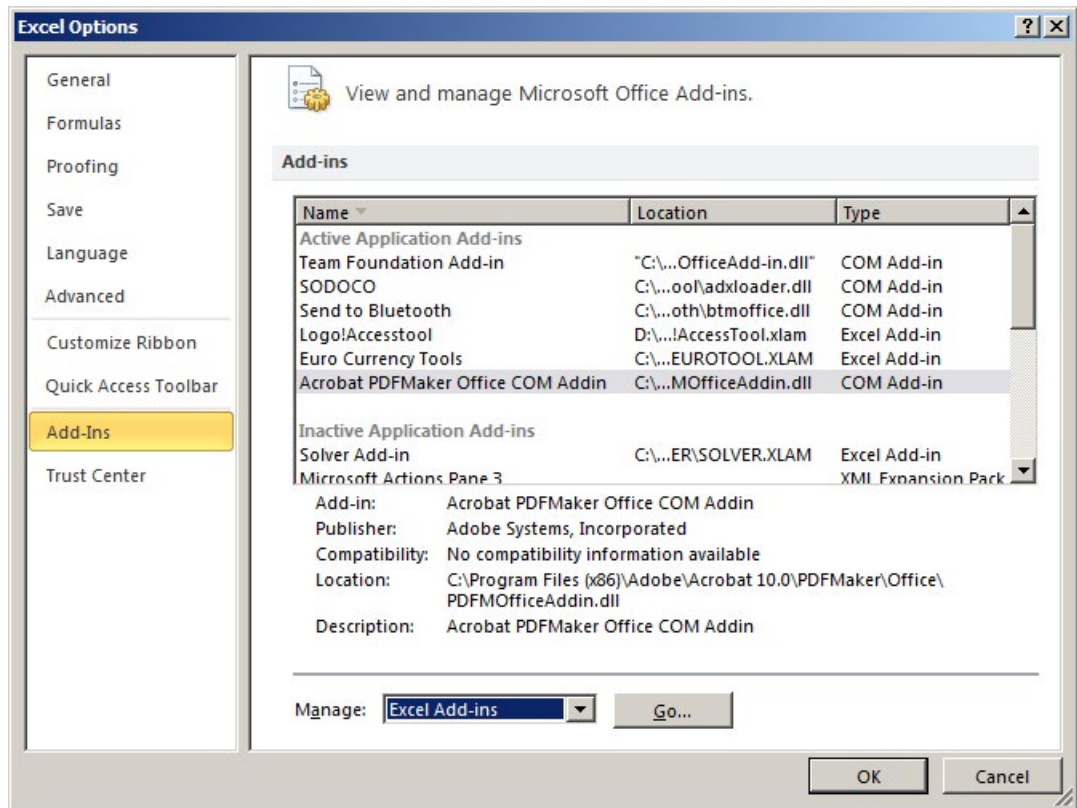 Excel Options
General
Formulas
Proofing
Save
Language
Advanced
Customize Ribbon
Quick Access Toolbar
Add-Ins
Trust Center
View and manage Microsoft Office Add-ins.
Add-ins
Name Location Type
Active Application Add-ins
Team Foundation Add-in "C:\...OfficeAdd-in.dll" COM Add-in
SODOCO C:\...ool\adxloader.dll COM Add-in
Send to Bluetooth C:\...oth\btmoffice.dll COM Add-in
Logo!Accesstool D:\...!AccessTool.xlam Excel Add-in
Euro Currency Tools C:\...EUROTOOL.XLAM Excel Add-in
Acrobat PDFMaker Office COM Addin C:\...MOfficeAddin.dll COM Add-in
Inactive Application Add-ins
Solver Add-in C:\...ER\SOLVER.XLAM Excel Add-in
Microsoft Actions Pane 3 XML Expansion Pack
Add-in: Acrobat PDFMaker Office COM Addin
Publisher: Adobe Systems, Incorporated
Compatibility: No compatibility information available
Location: C:\Program Files (x86)\Adobe\Acrobat 10.0\PDFMaker\Office\
PDFMOfficeAddin.dll
Description: Acrobat PDFMaker Office COM Addin
Manage: Excel Add-ins Go...
OK Cancel